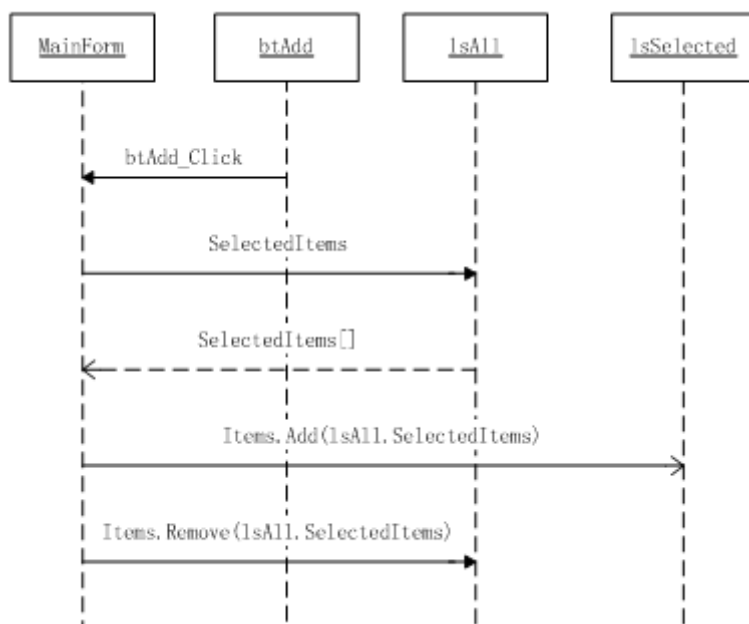 MainForm
btAdd
lsAll
lsSelected
btAdd_Click
SelectedItems
SelectedItems[]
Items.Add(lsAll.SelectedItems)
Items.Remove(lsAll.SelectedItems)